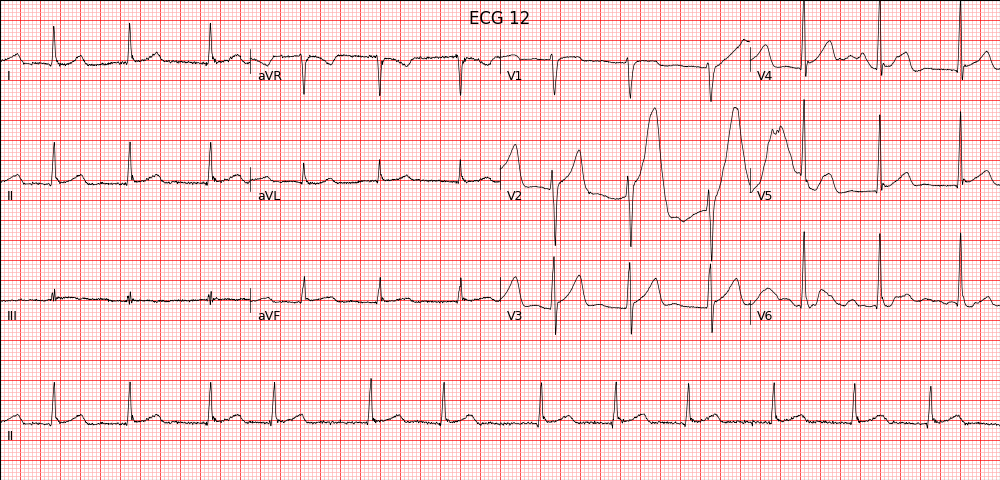 ECG 12
I aVR V1 V4
II aVL V2 V5
III aVF V3 V6
II